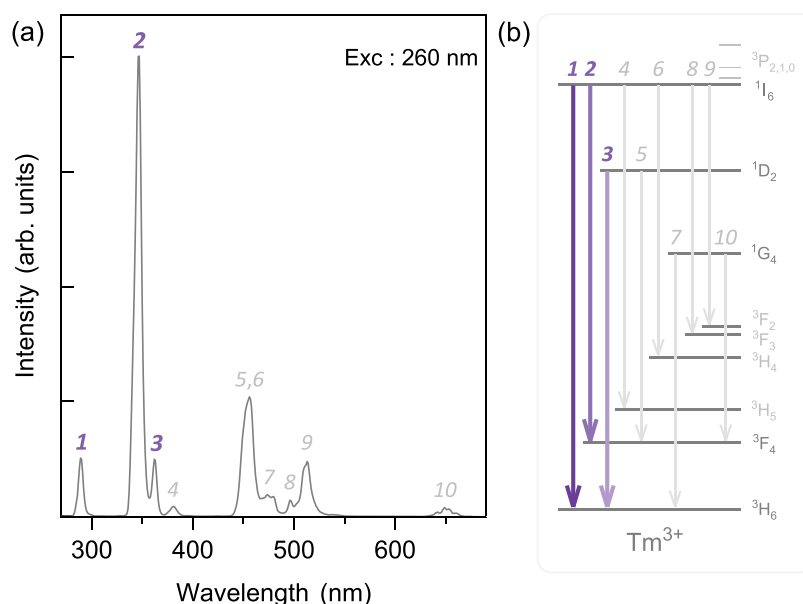 (a)
Exc : 260 nm
1
2
3
4
5,6
7
8
9
10
Intensity (arb. units)
300 400 500 600
Wavelength (nm)
(b)
1 2 4 6 8 9
3 5
7 10
³P₂,₁,₀
¹I₆
¹D₂
¹G₄
³F₂
³F₃
³H₄
³H₅
³F₄
³H₆
Tm³⁺